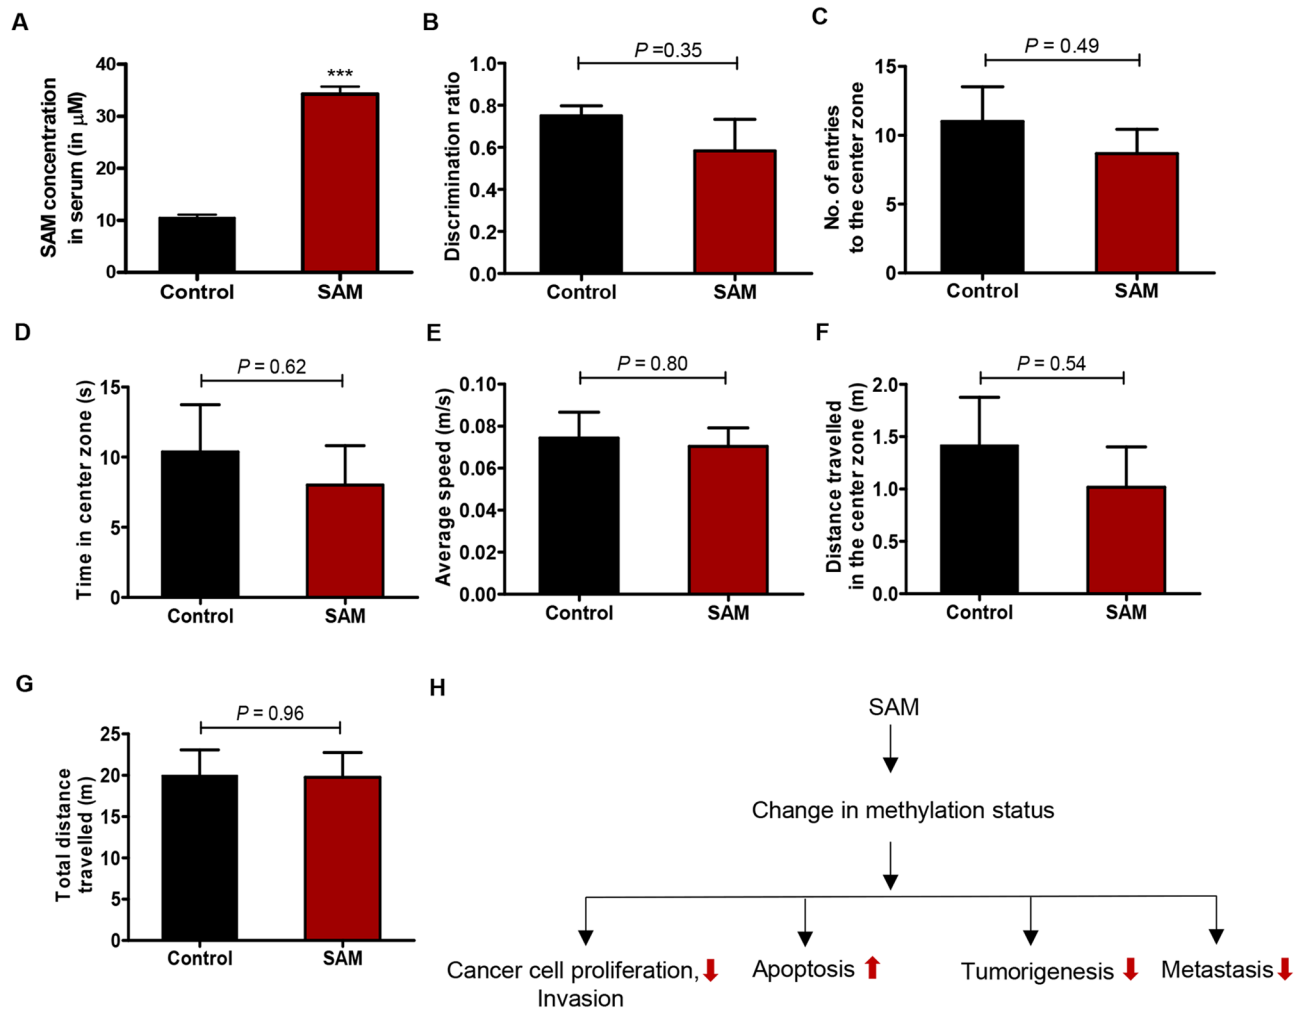 A
SAM concentration
in serum (in μM)
40
30
20
10
0
***
Control
SAM
B
Discrimination ratio
1.0
0.8
0.6
0.4
0.2
0.0
P =0.35
Control
SAM
C
No. of entries
to the center zone
15
10
5
0
P = 0.49
Control
SAM
D
Time in center zone (s)
15
10
5
0
P = 0.62
Control
SAM
E
Average speed (m/s)
0.10
0.08
0.06
0.04
0.02
0.00
P = 0.80
Control
SAM
F
Distance travelled
in the center zone (m)
2.0
1.5
1.0
0.5
0.0
P = 0.54
Control
SAM
G
Total distance
travelled (m)
25
20
15
10
5
0
P = 0.96
Control
SAM
H
SAM
Change in methylation status
Cancer cell proliferation,
Invasion
Apoptosis
Tumorigenesis
Metastasis